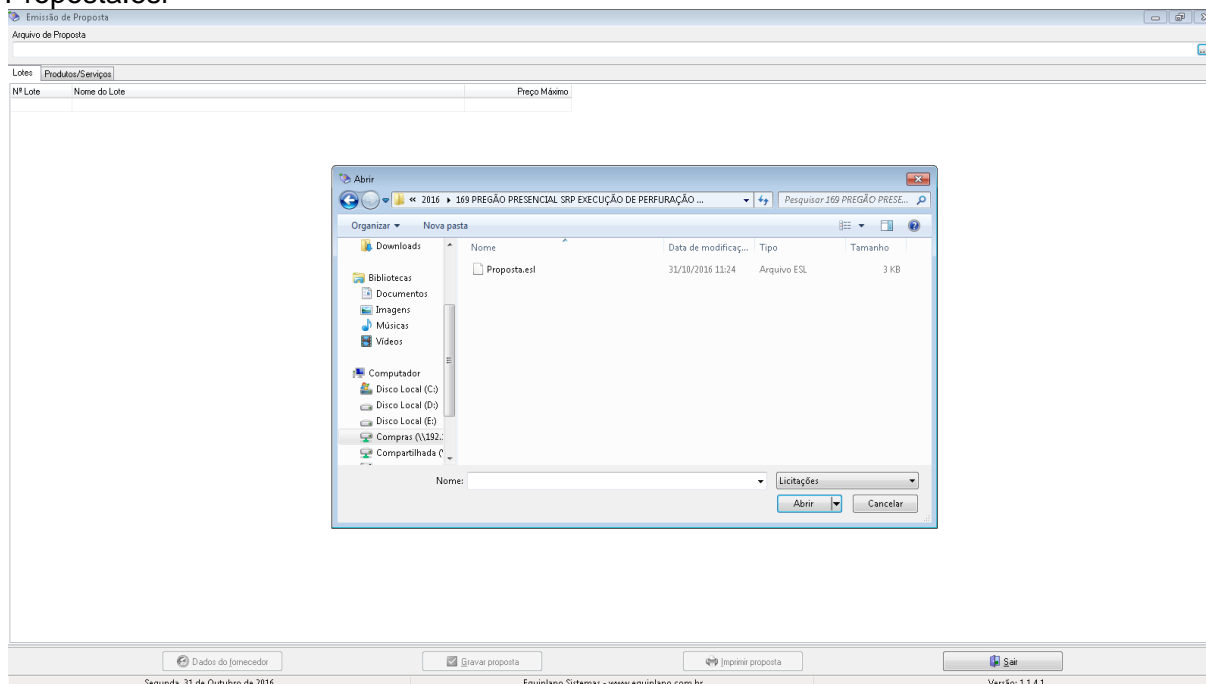 Emissão de Proposta
Arquivo de Proposta
Lotes Produtos/Serviços
Nº Lote Nome do Lote Preço Máximo
Abrir
« 2016 169 PREGÃO PRESENCIAL SRP EXECUÇÃO DE PERFURAÇÃO ... Pesquisar 169 PREGÃO PRESE...
Organizar Nova pasta
Downloads
Bibliotecas
Documentos
Imagens
Músicas
Vídeos
Computador
Disco Local (C:)
Disco Local (D:)
Disco Local (E:)
Compras (\\192.
Compartilhada (
Nome Data de modificaç... Tipo Tamanho
Proposta.esl 31/10/2016 11:24 Arquivo ESL 3 KB
Nome: Licitações
Abrir Cancelar
Dados do fornecedor Gravar proposta Imprimir proposta Sair
Segunda, 31 de Outubro de 2016 Equiplano Sistemas - www.equiplano.com.br Versão: 1.1.4.1